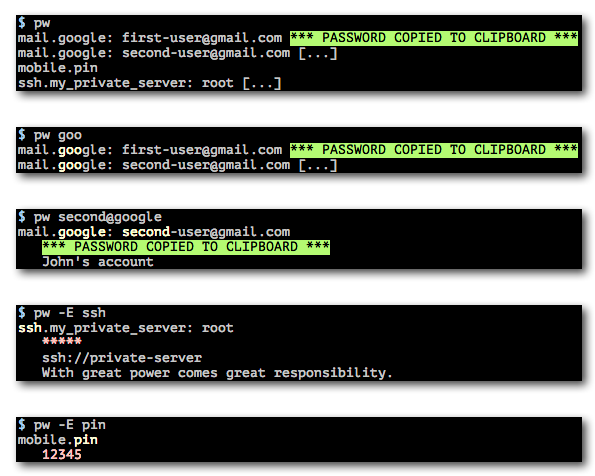 $ pw
mail.google: first-user@gmail.com *** PASSWORD COPIED TO CLIPBOARD ***
mail.google: second-user@gmail.com [...]
mobile.pin
ssh.my_private_server: root [...]
$ pw goo
mail.google: first-user@gmail.com *** PASSWORD COPIED TO CLIPBOARD ***
mail.google: second-user@gmail.com [...]
$ pw second@google
mail.google: second-user@gmail.com
*** PASSWORD COPIED TO CLIPBOARD ***
John's account
$ pw -E ssh
ssh.my_private_server: root
*****
ssh://private-server
With great power comes great responsibility.
$ pw -E pin
mobile.pin
12345